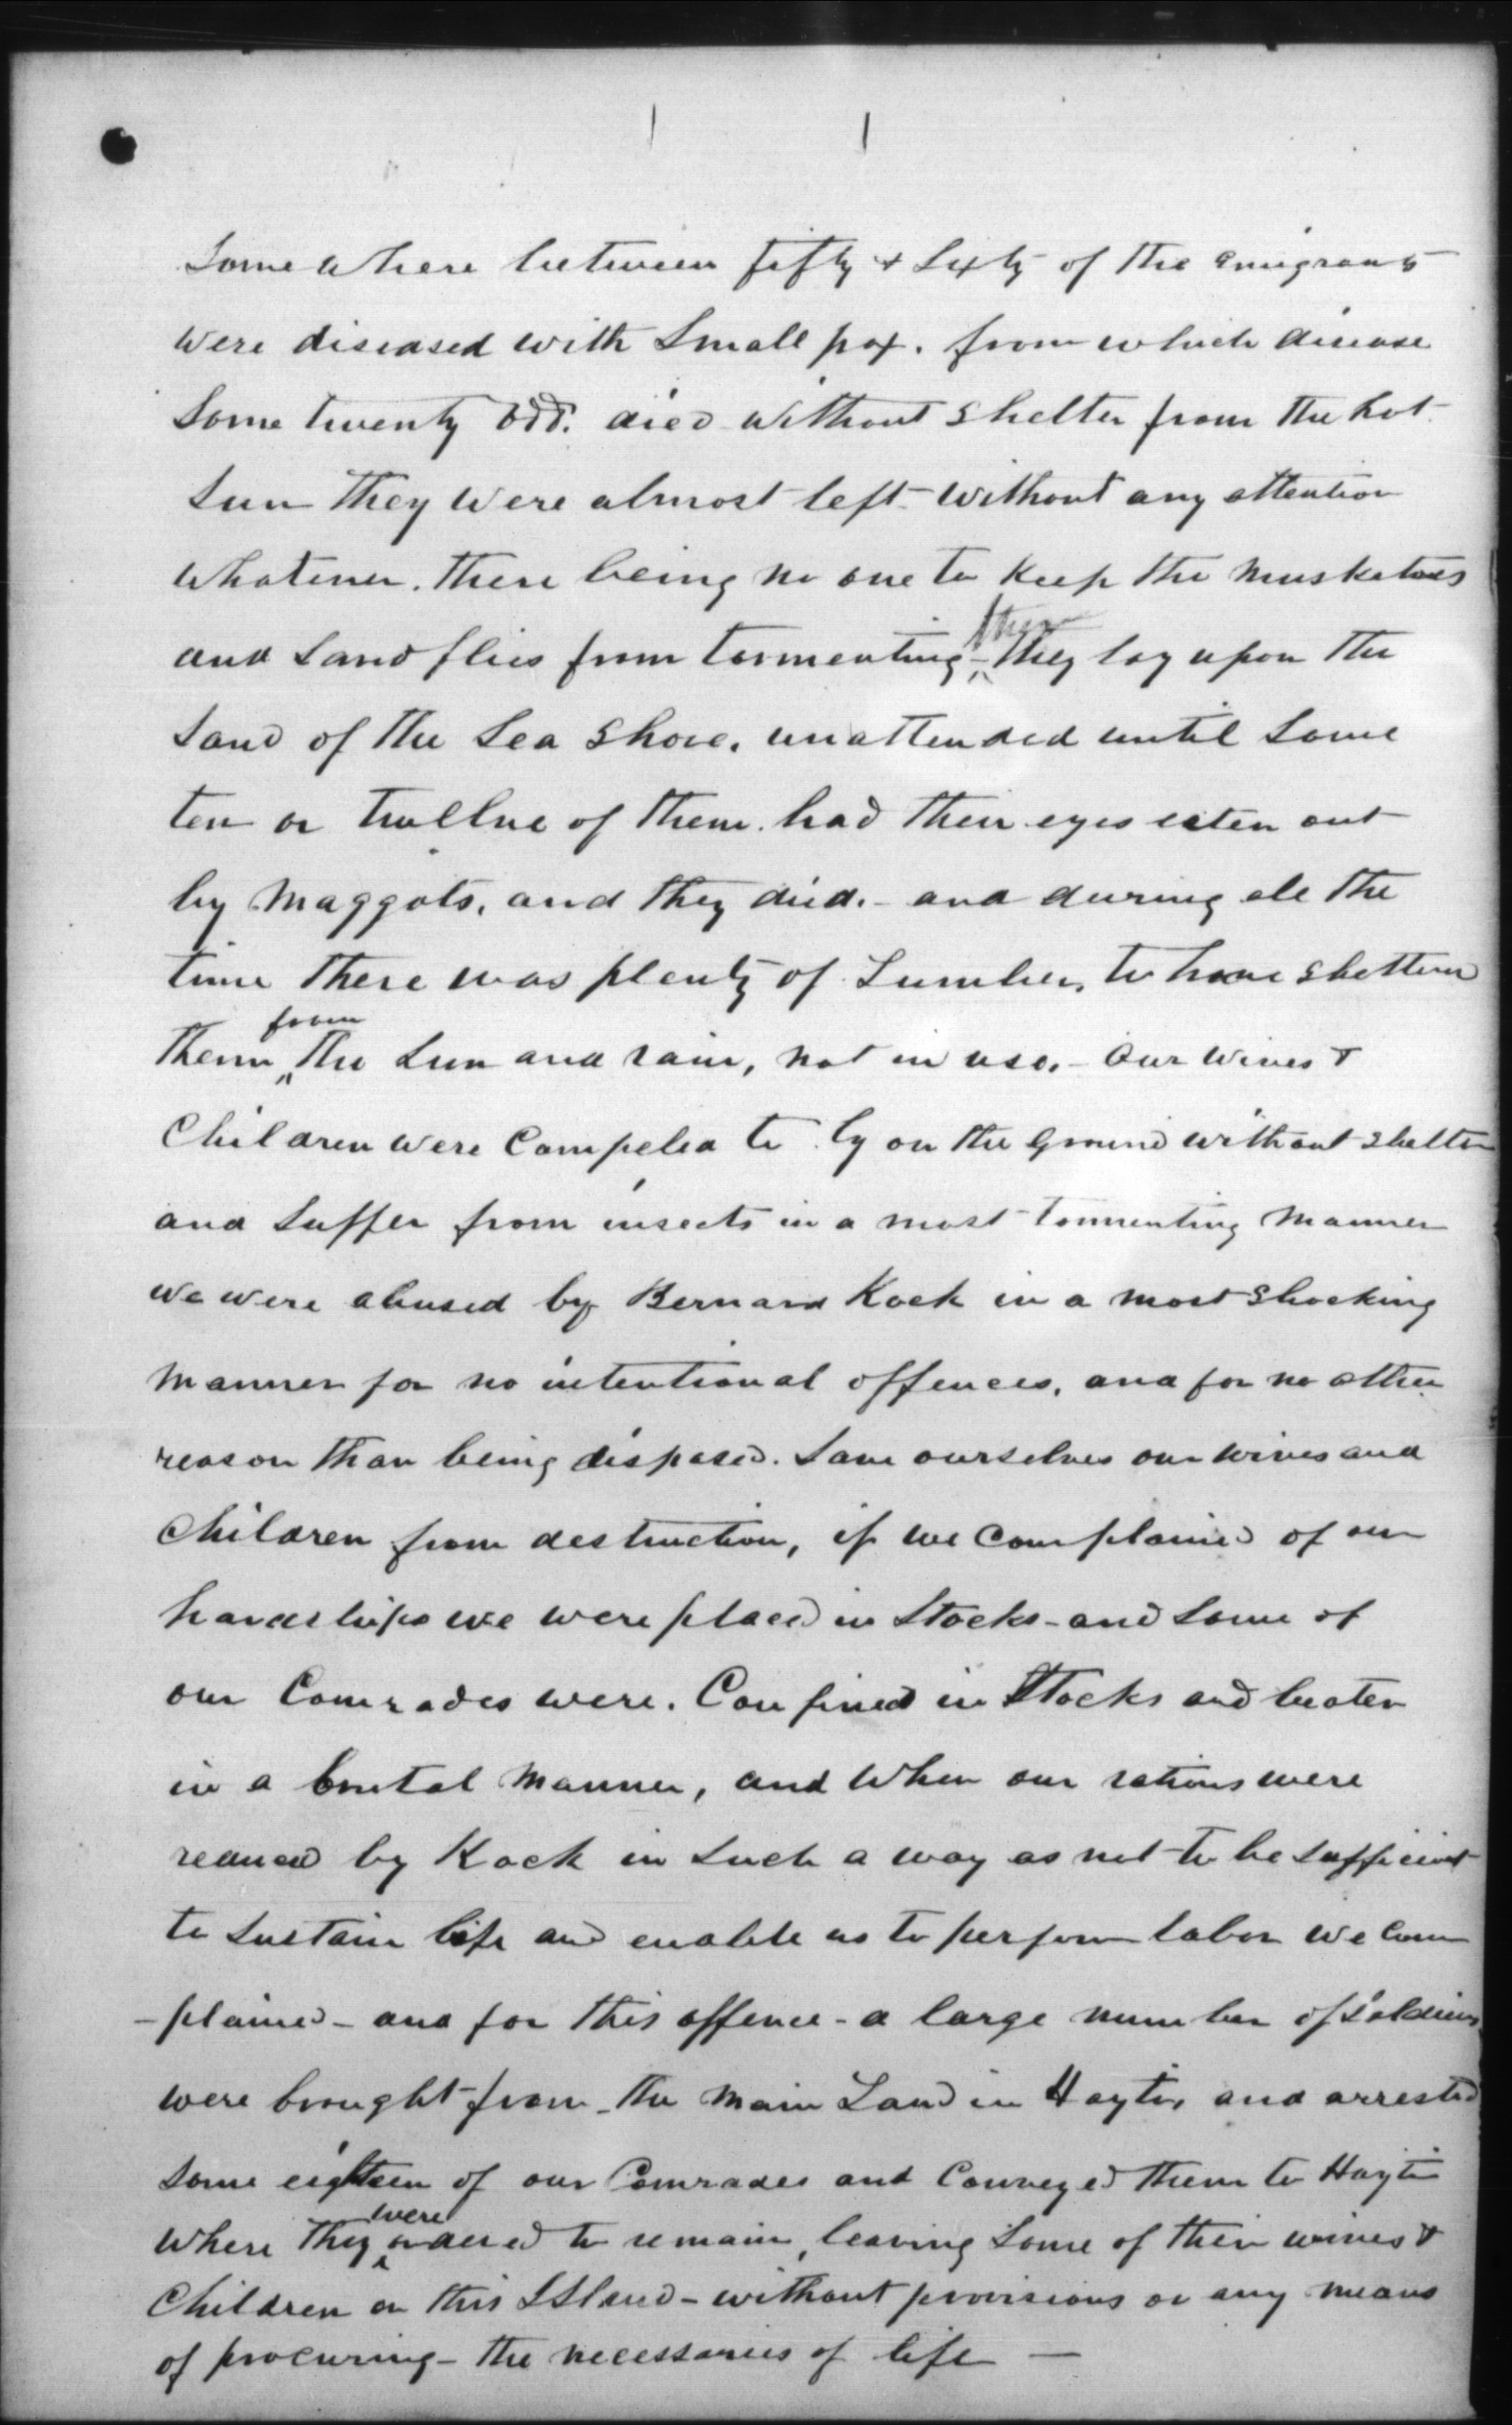 Some where between fifty & Sixty of the emigrants
were diseased with Small pox. from which disease
Some twenty odd. died without shelter from the hot
Sun they were almost left without any attention
whatever. there being no one to keep the musketoes
and Sand flies from tormenting them they lay upon the
Sand of the Sea Shore, unattended until Some
ten or twellve of them. had their eyes eaten out
by maggots, and they died. - and during all the
time there was plenty of Lumber, to have shettered
them from the Sun and rain, not in use, - Our wives &
Children were Compeled to ly on the ground without shelter
and Suffer from insects in a most tormenting manner
we were abused by Bernard Kock in a most Shocking
manner for no intentional offences, and for no other
reason than being disposed. Save ourselves our wives and
Children from destruction, if we Complained of our
hardships we were placed in Stocks - and Some of
our Comrades were. Confined in Stocks and beaten
in a brutal manner, and when our rations were
reduced by Kock in Such a way as not to be Sufficient
to Sustain life and enable us to perform labor we Com
- plained - and for this offence - a large number of Soldiers
were brought from the main Land in Hayti, and arrested
Some eighteen of our Comrades and Conveyed them to Hayti
where they were ordered to remain, leaving Some of their wives &
Children on this ISland - without provisions or any means
of procuring - the necessaries of life —